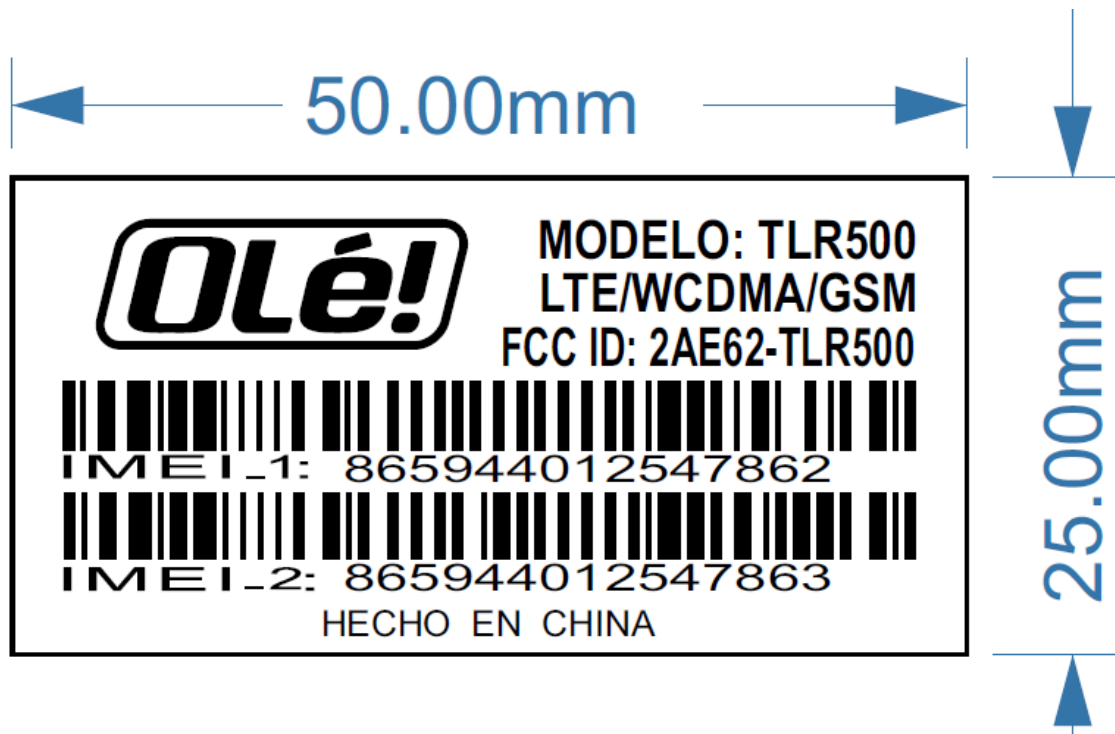 50.00mm
OLé!
MODELO: TLR500
LTE/WCDMA/GSM
FCC ID: 2AE62-TLR500
IMEI_1: 865944012547862
IMEI_2: 865944012547863
HECHO EN CHINA
25.00mm